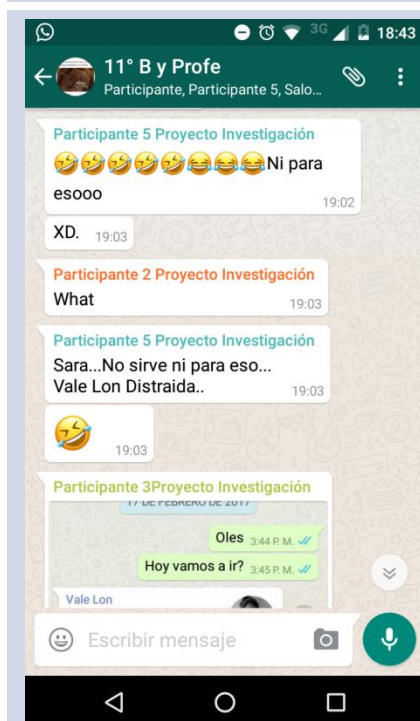 3G 18:43
11° B y Profe
Participante, Participante 5, Salo...
Participante 5 Proyecto Investigación
🤣🤣🤣🤣🤣😂😂😂Ni para
esooo 19:02
XD. 19:03
Participante 2 Proyecto Investigación
What 19:03
Participante 5 Proyecto Investigación
Sara...No sirve ni para eso...
Vale Lon Distraida.. 19:03
🤣 19:03
Participante 3Proyecto Investigación
17 DE FEBRERO DE 2017
Oles 3:44 P. M.
Hoy vamos a ir? 3:45 P. M.
Vale Lon
Escribir mensaje